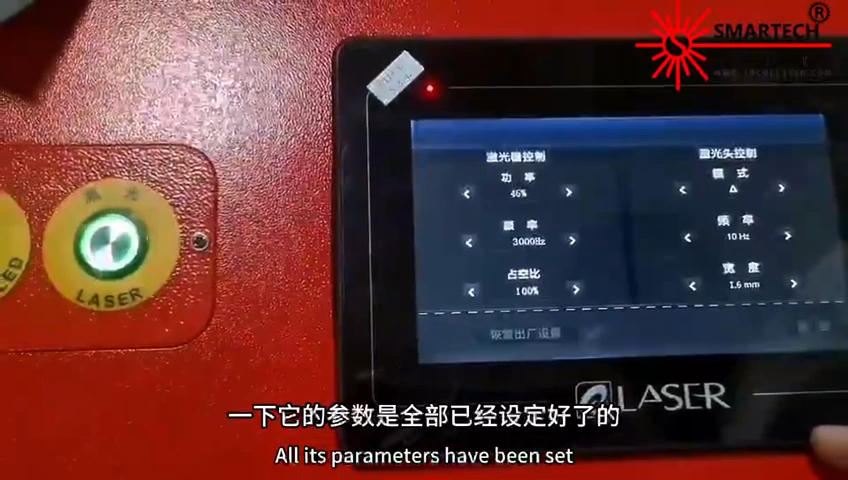 SMARTECH®
激光器控制
激光头控制
功 率
模 式
46%
Δ
频 率
频 率
3000Hz
10 Hz
占空比
宽 度
100%
1.6 mm
恢复出厂设置
激 光
LASER
LED
LASER
一下它的参数是全部已经设定好了的
All its parameters have been set